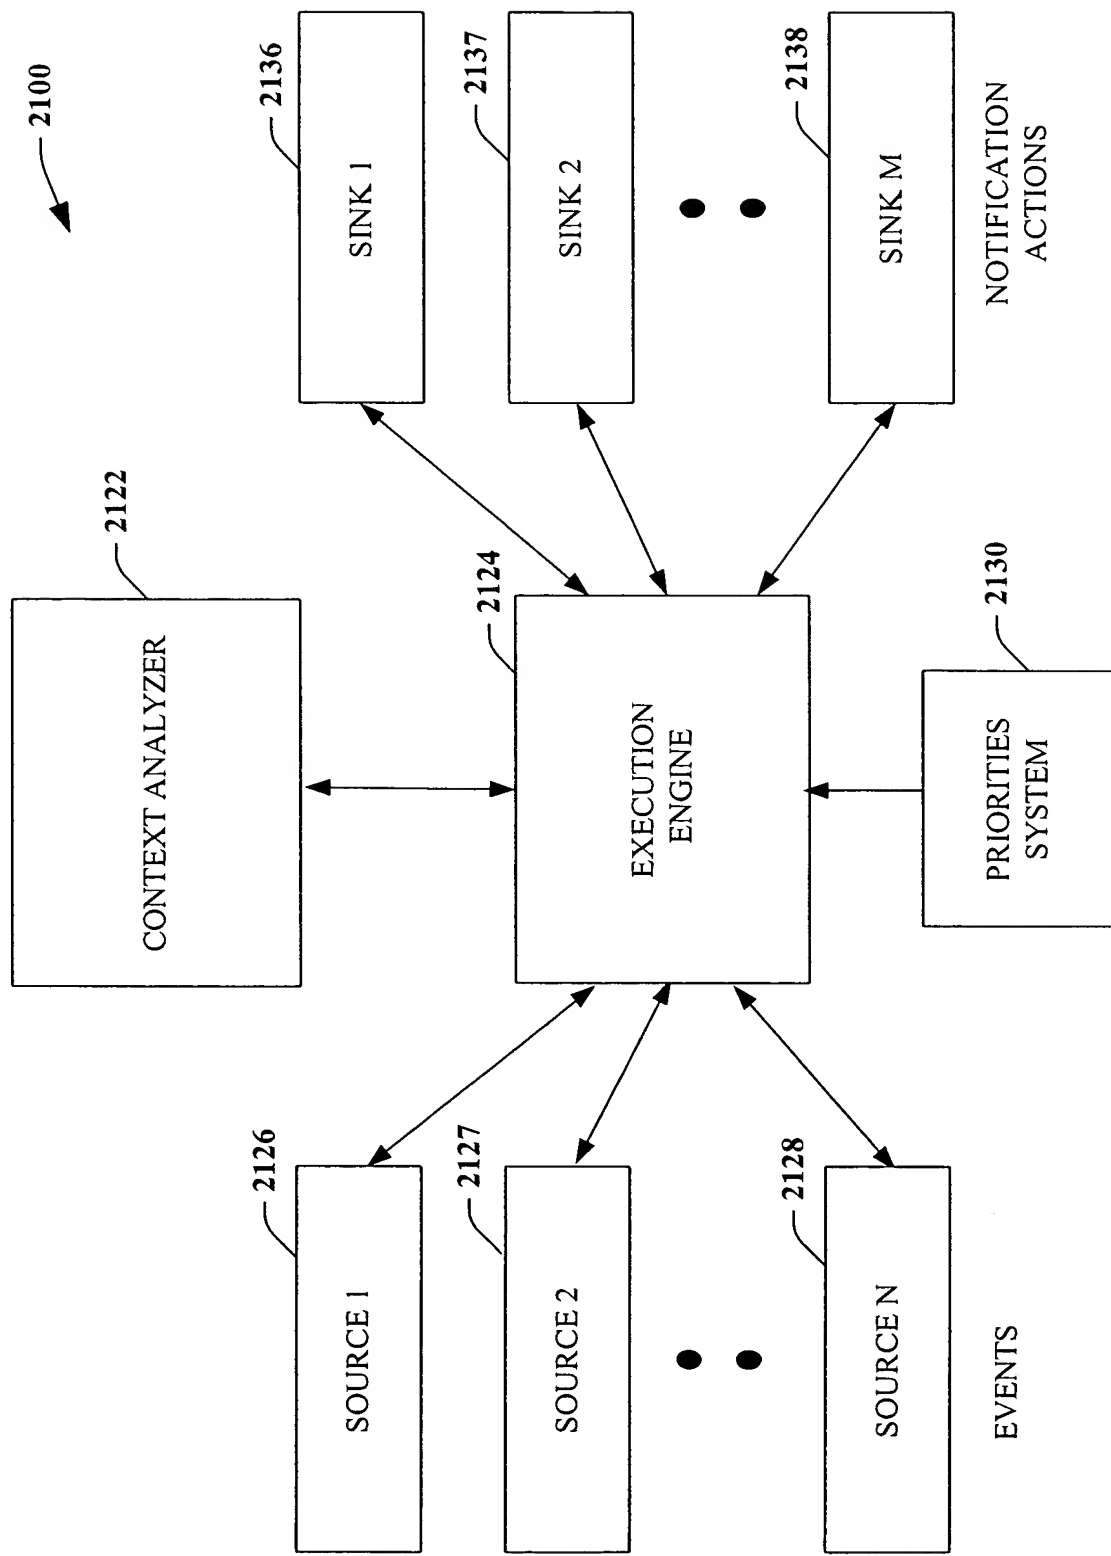 2100
CONTEXT ANALYZER
2122
2126
SOURCE 1
2124
2136
SINK 1
2127
SOURCE 2
EXECUTION
ENGINE
2137
SINK 2
2128
SOURCE N
2138
SINK M
2130
PRIORITIES
SYSTEM
EVENTS
NOTIFICATION
ACTIONS